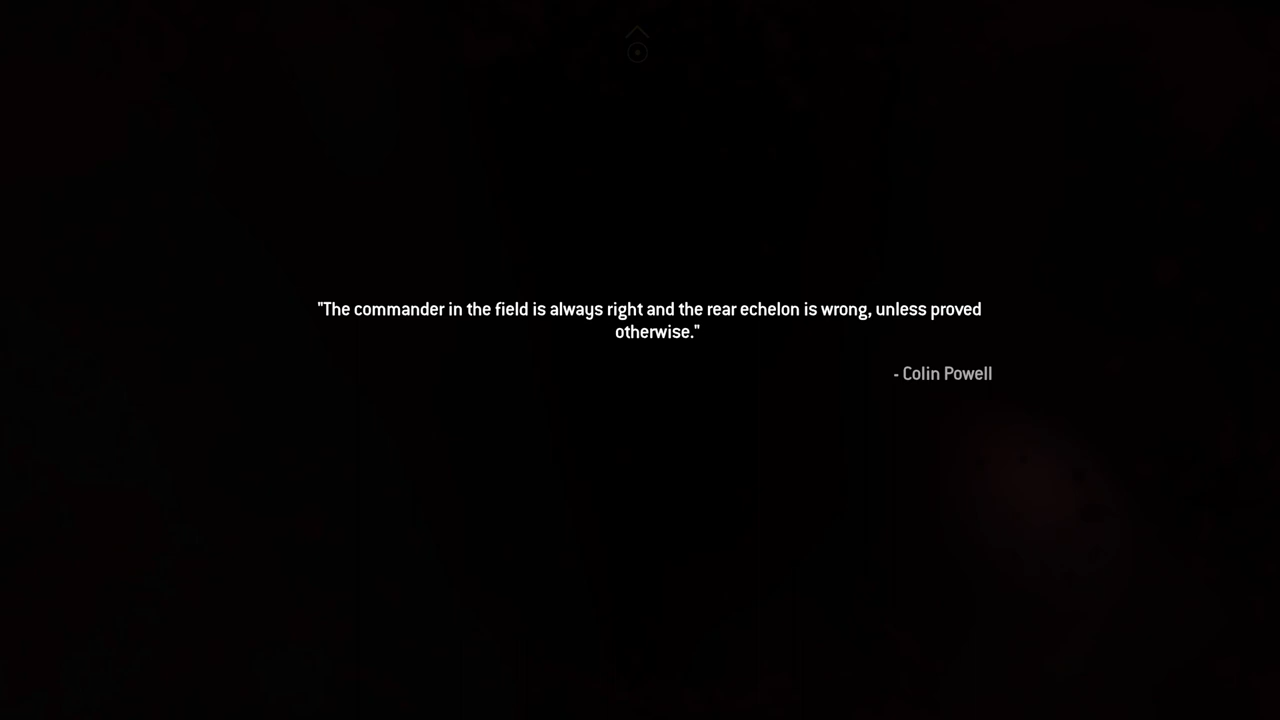 "The commander in the field is always right and the rear echelon is wrong, unless proved
otherwise."
- Colin Powell